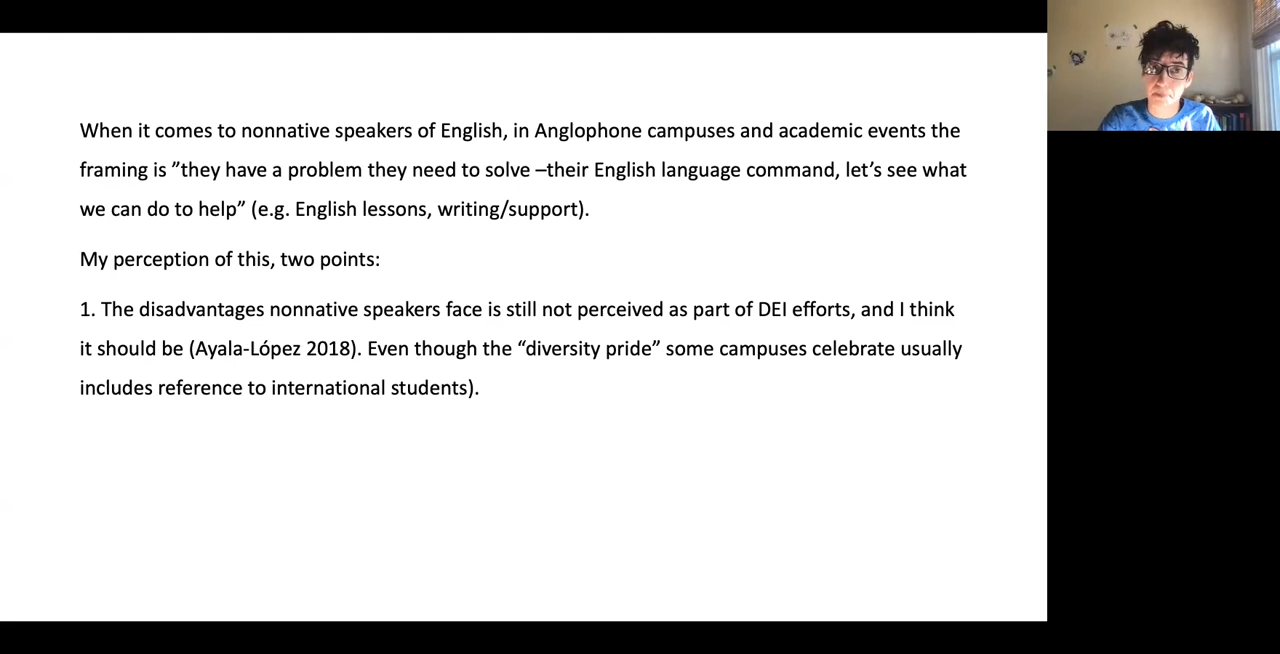 When it comes to nonnative speakers of English, in Anglophone campuses and academic events the
framing is ”they have a problem they need to solve –their English language command, let’s see what
we can do to help” (e.g. English lessons, writing/support).
My perception of this, two points:
1. The disadvantages nonnative speakers face is still not perceived as part of DEI efforts, and I think
it should be (Ayala-López 2018). Even though the “diversity pride” some campuses celebrate usually
includes reference to international students).